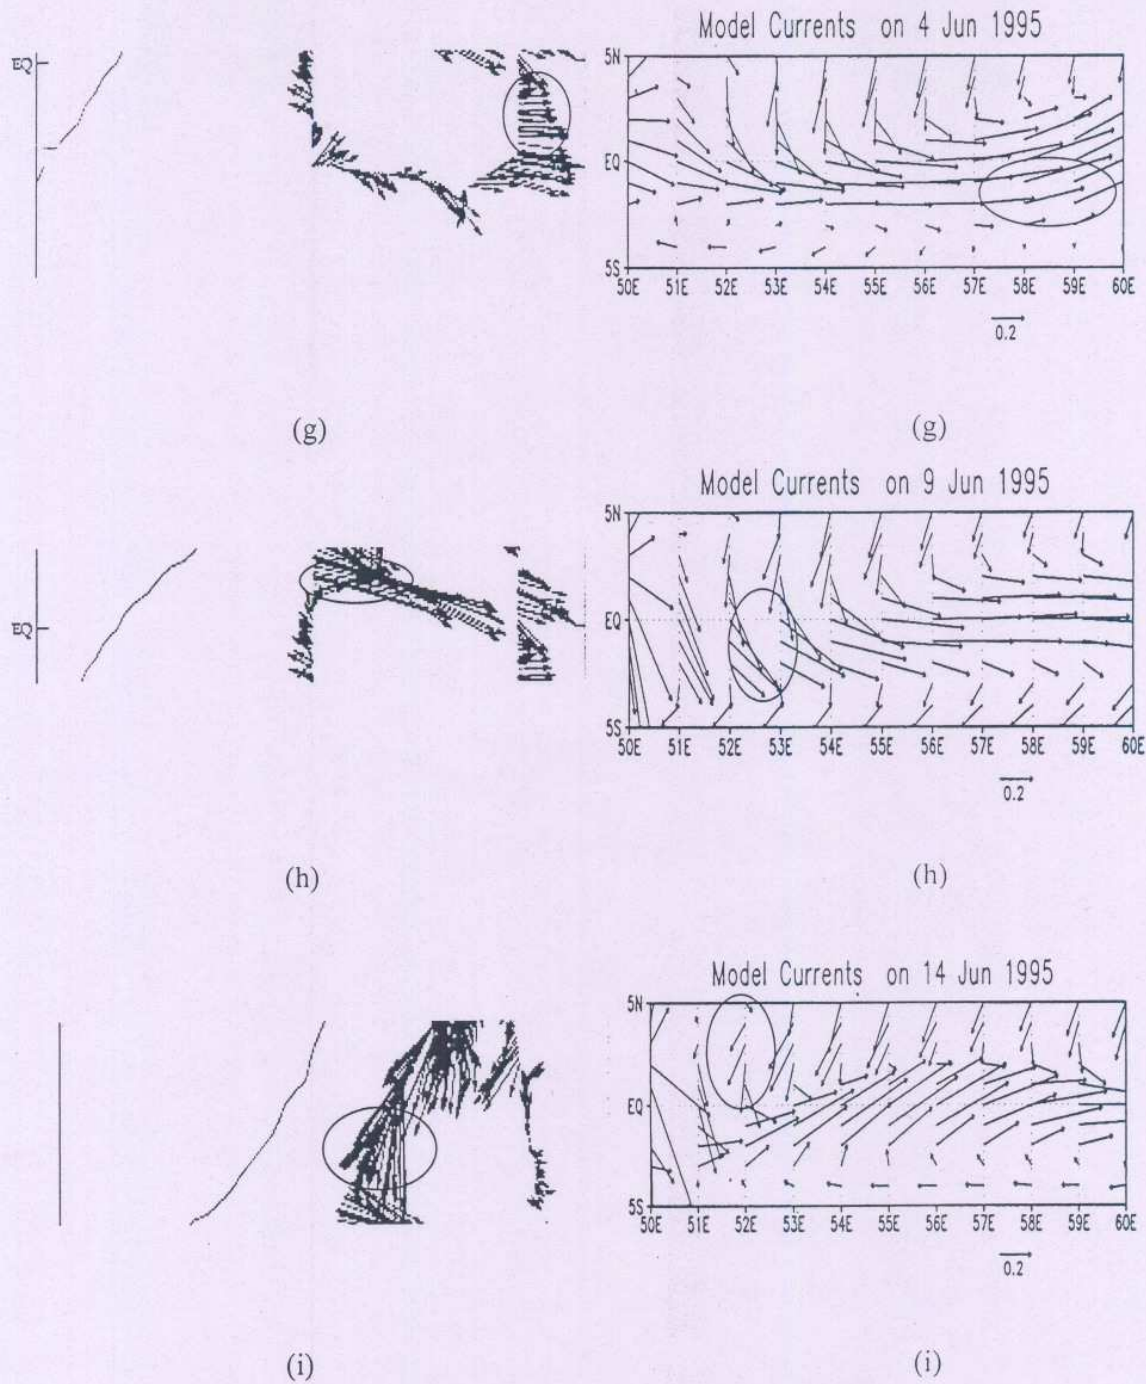 Model Currents on 4 Jun 1995
EQ
5N
EQ
5S
50E 51E 52E 53E 54E 55E 56E 57E 58E 59E 60E
0.2
(g)
(g)
Model Currents on 9 Jun 1995
EQ
5N
EQ
5S
50E 51E 52E 53E 54E 55E 56E 57E 58E 59E 60E
0.2
(h)
(h)
Model Currents on 14 Jun 1995
5N
EQ
5S
50E 51E 52E 53E 54E 55E 56E 57E 58E 59E 60E
0.2
(i)
(i)